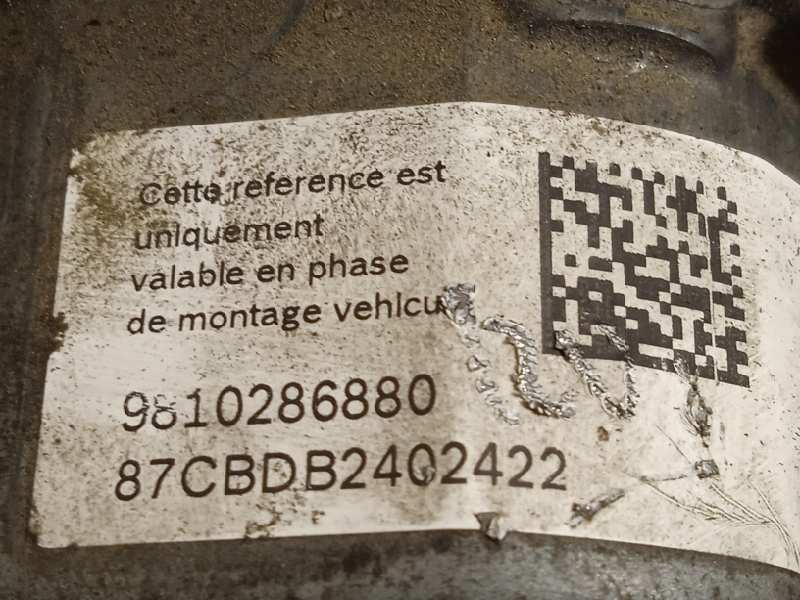 Cette reference est
uniquement
valable en phase
de montage vehicu
9810286880
87CBDB2402422